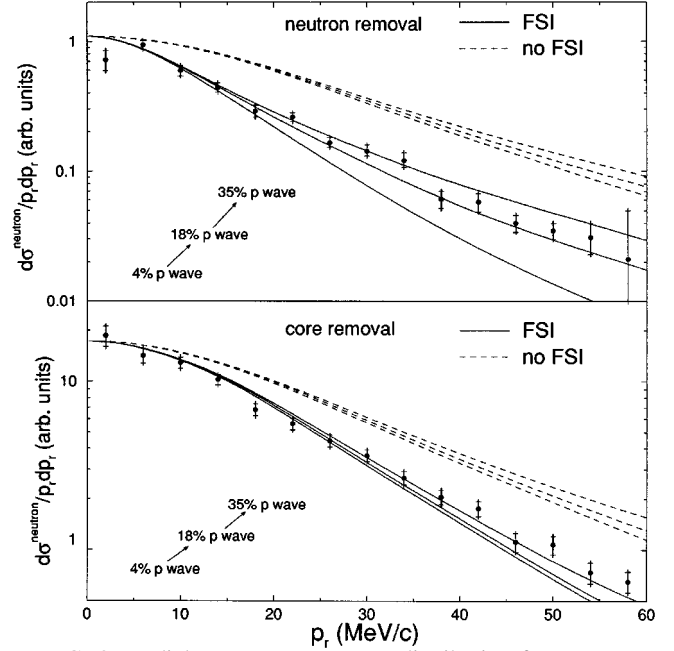 neutron removal
FSI
no FSI
1
0.1
0.01
dσ^neutron/p_r dp_r (arb. units)
35% p wave
18% p wave
4% p wave
core removal
FSI
no FSI
10
1
dσ^neutron/p_r dp_r (arb. units)
35% p wave
18% p wave
4% p wave
0 10 20 30 40 50 60
p_r (MeV/c)